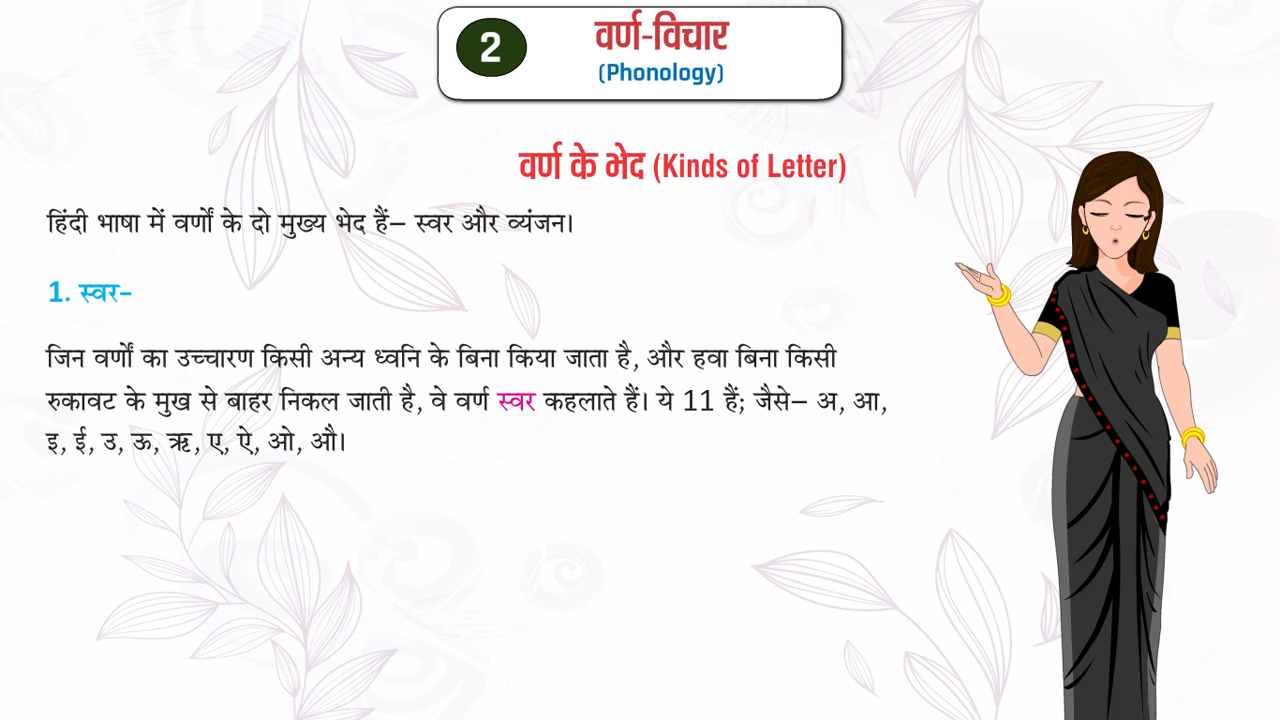 2
वर्ण-विचार
(Phonology)
वर्ण के भेद (Kinds of Letter)
हिंदी भाषा में वर्णों के दो मुख्य भेद हैं– स्वर और व्यंजन।
1. स्वर–
जिन वर्णों का उच्चारण किसी अन्य ध्वनि के बिना किया जाता है, और हवा बिना किसी
रुकावट के मुख से बाहर निकल जाती है, वे वर्ण स्वर कहलाते हैं। ये 11 हैं; जैसे– अ, आ,
इ, ई, उ, ऊ, ऋ, ए, ऐ, ओ, औ।